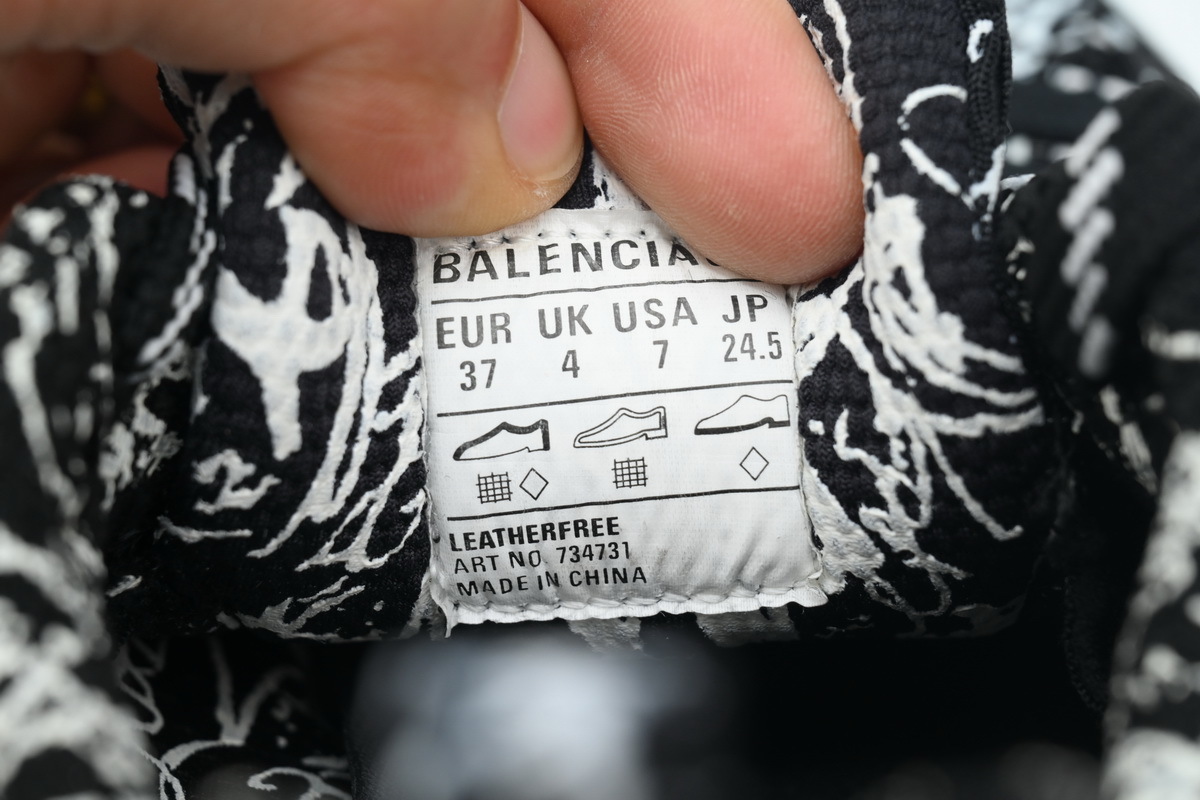 BALENCIA
EUR UK USA JP
37 4 7 24.5
LEATHERFREE
ART NO. 734731
MADE IN CHINA